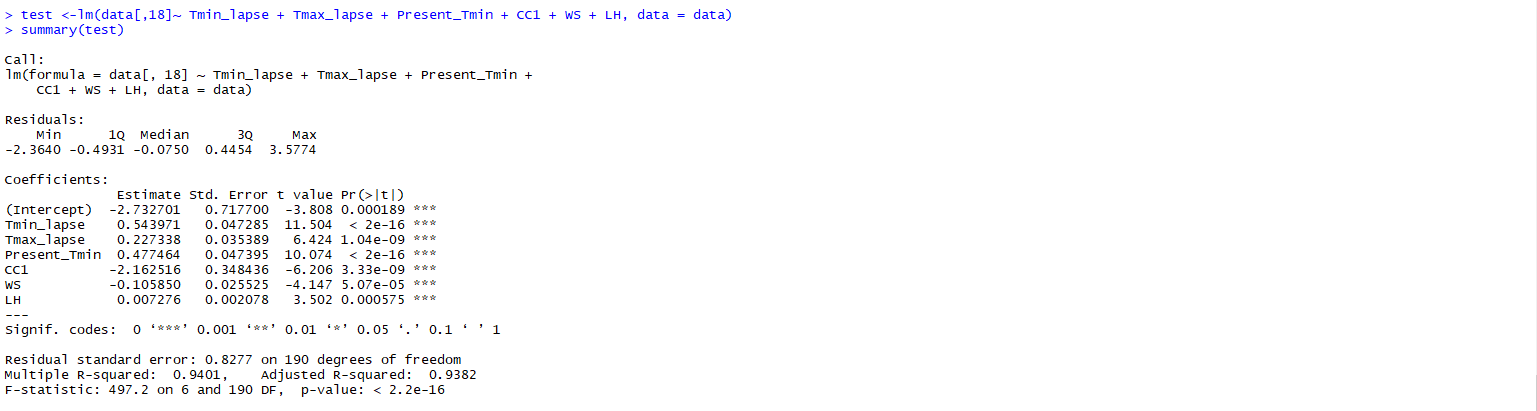 > test <-lm(data[,18]~ Tmin_lapse + Tmax_lapse + Present_Tmin + CC1 + WS + LH, data = data)
> summary(test)
Call:
lm(formula = data[, 18] ~ Tmin_lapse + Tmax_lapse + Present_Tmin +
    CC1 + WS + LH, data = data)
Residuals:
    Min      1Q  Median      3Q     Max
-2.3640 -0.4931 -0.0750  0.4454  3.5774
Coefficients:
              Estimate Std. Error t value Pr(>|t|)
(Intercept)  -2.732701   0.717700  -3.808 0.000189 ***
Tmin_lapse    0.543971   0.047285  11.504  < 2e-16 ***
Tmax_lapse    0.227338   0.035389   6.424 1.04e-09 ***
Present_Tmin  0.477464   0.047395  10.074  < 2e-16 ***
CC1          -2.162516   0.348436  -6.206 3.33e-09 ***
WS           -0.105850   0.025525  -4.147 5.07e-05 ***
LH            0.007276   0.002078   3.502 0.000575 ***
---
Signif. codes:  0 ‘***’ 0.001 ‘**’ 0.01 ‘*’ 0.05 ‘.’ 0.1 ‘ ’ 1
Residual standard error: 0.8277 on 190 degrees of freedom
Multiple R-squared:  0.9401,    Adjusted R-squared:  0.9382
F-statistic: 497.2 on 6 and 190 DF,  p-value: < 2.2e-16